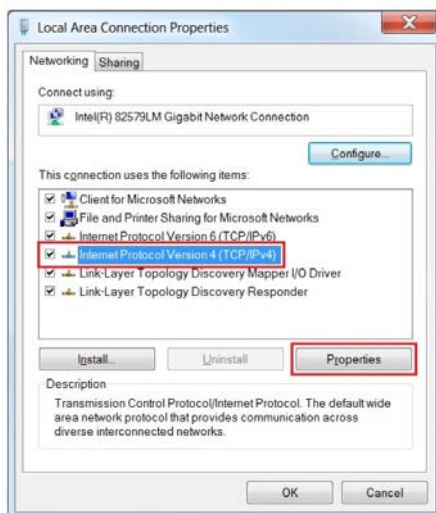 Local Area Connection Properties
Networking
Sharing
Connect using:
Intel(R) 82579LM Gigabit Network Connection
Configure...
This connection uses the following items:
Client for Microsoft Networks
File and Printer Sharing for Microsoft Networks
Internet Protocol Version 6 (TCP/IPv6)
Internet Protocol Version 4 (TCP/IPv4)
Link-Layer Topology Discovery Mapper I/O Driver
Link-Layer Topology Discovery Responder
Install...
Uninstall
Properties
Description
Transmission Control Protocol/Internet Protocol. The default wide
area network protocol that provides communication across
diverse interconnected networks.
OK
Cancel